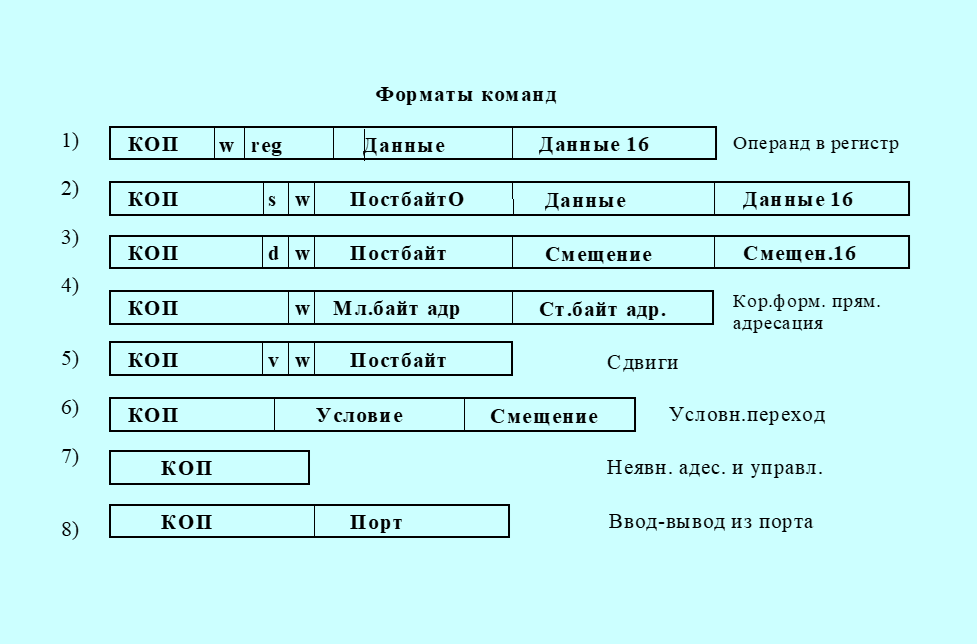 Форматы команд
1) КОП w reg Данные Данные 16 Операнд в регистр
2) КОП s w ПостбайтО Данные Данные 16
3) КОП d w Постбайт Смещение Смещен.16
4) КОП w Мл.байт адр Ст.байт адр. Кор.форм. прям.
адресация
5) КОП v w Постбайт Сдвиги
6) КОП Условие Смещение Условн.переход
7) КОП Неявн. адес. и управл.
8) КОП Порт Ввод-вывод из порта